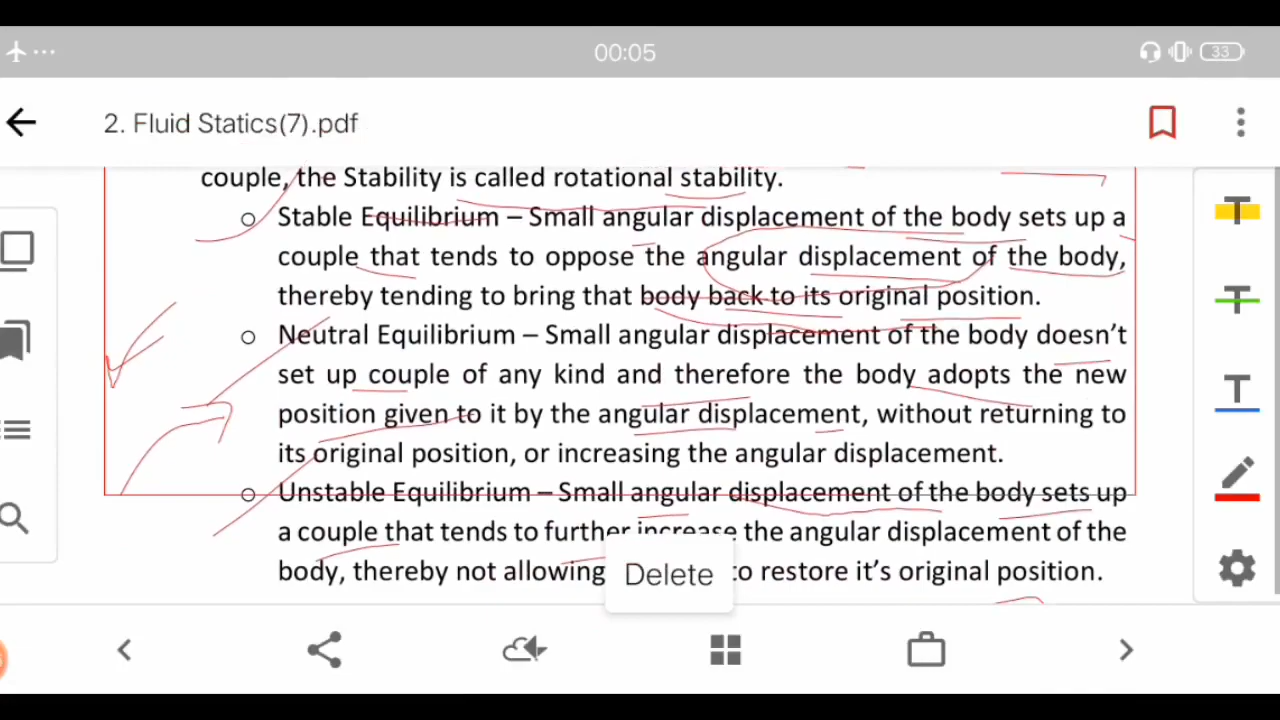 00:05
33
2. Fluid Statics(7).pdf
couple, the Stability is called rotational stability.
o Stable Equilibrium – Small angular displacement of the body sets up a
couple that tends to oppose the angular displacement of the body,
thereby tending to bring that body back to its original position.
o Neutral Equilibrium – Small angular displacement of the body doesn’t
set up couple of any kind and therefore the body adopts the new
position given to it by the angular displacement, without returning to
its original position, or increasing the angular displacement.
o Unstable Equilibrium – Small angular displacement of the body sets up
a couple that tends to further increase the angular displacement of the
body, thereby not allowing to restore it’s original position.
Delete
T
T
T